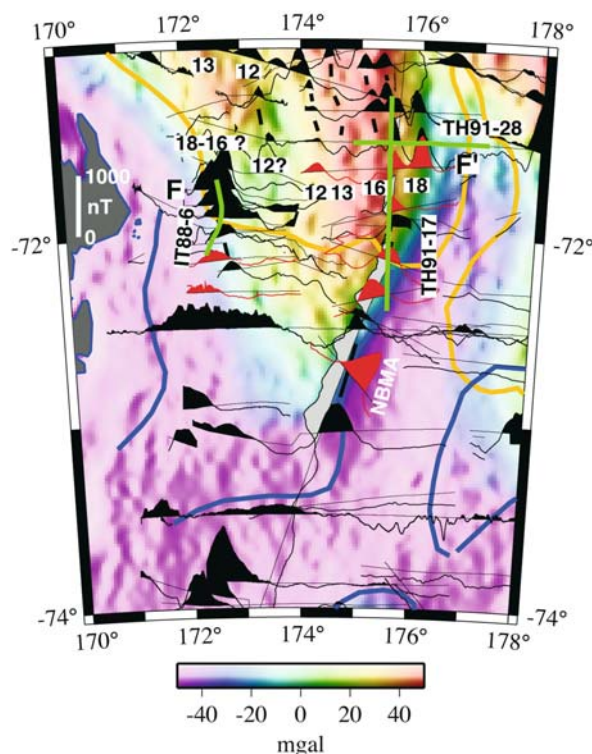 170° 172° 174° 176° 178°
13 12
TH91-28
18-16 ?
F'
12?
1000
nT
0
F
12 13 16 18
-72° -72°
IT88-6
TH91-17
NBMA
-74° -74°
170° 172° 174° 176° 178°
-40 -20 0 20 40
mgal